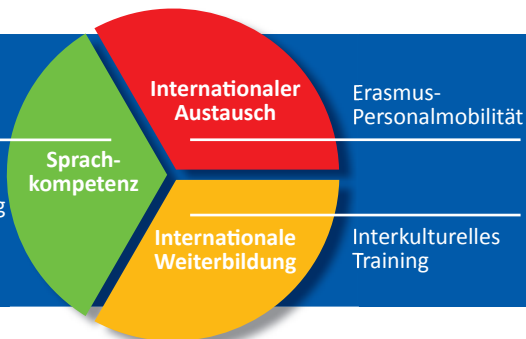 Internationaler
Austausch
Erasmus-
Personalmobilität
Sprach-
kompetenz
Internationale
Weiterbildung
Interkulturelles
Training